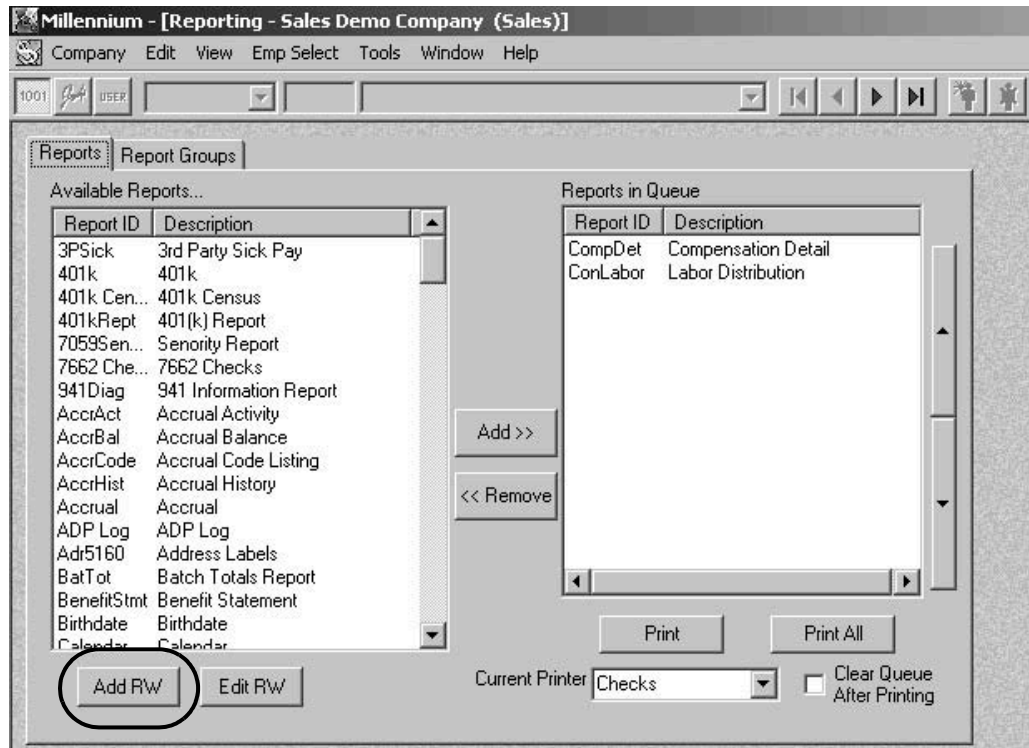 Millennium - [Reporting - Sales Demo Company (Sales)]
Company Edit View Emp Select Tools Window Help
1001 USER
Reports Report Groups
Available Reports...
Report ID Description
3PSick 3rd Party Sick Pay
401k 401k
401k Cen... 401k Census
401kRept 401(k) Report
7059Sen... Senority Report
7662 Che... 7662 Checks
941Diag 941 Information Report
AccrAct Accrual Activity
AccrBal Accrual Balance
AccrCode Accrual Code Listing
AccrHist Accrual History
Accrual Accrual
ADP Log ADP Log
Adr5160 Address Labels
BatTot Batch Totals Report
BenefitStmt Benefit Statement
Birthdate Birthdate
Calendar Calendar
Add RW Edit RW
Add >>
<< Remove
Reports in Queue
Report ID Description
CompDet Compensation Detail
ConLabor Labor Distribution
Print Print All
Current Printer Checks
Clear Queue
After Printing